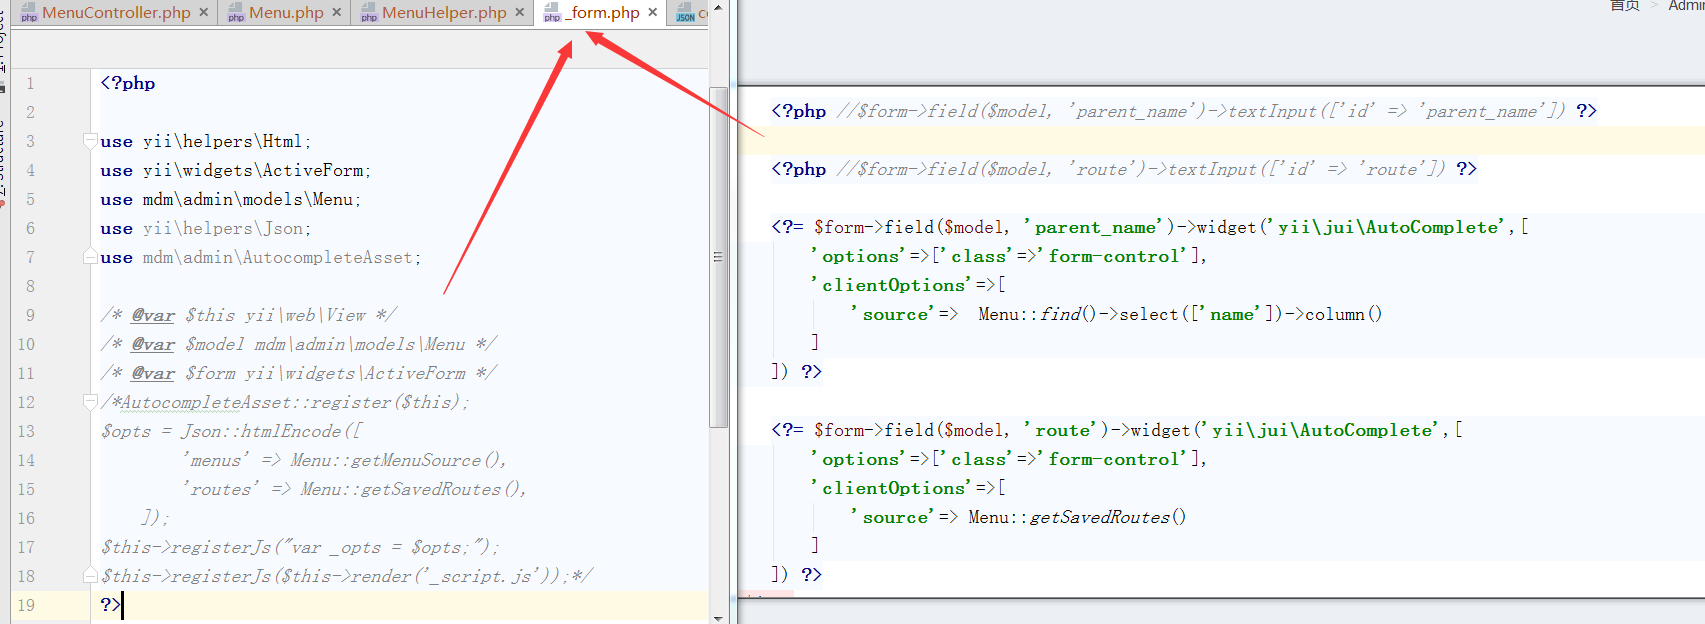 MenuController.php × Menu.php × MenuHelper.php × _form.php ×
1 <?php
2
3 use yii\helpers\Html;
4 use yii\widgets\ActiveForm;
5 use mdm\admin\models\Menu;
6 use yii\helpers\Json;
7 use mdm\admin\AutocompleteAsset;
8
9 /* @var $this yii\web\View */
10 /* @var $model mdm\admin\models\Menu */
11 /* @var $form yii\widgets\ActiveForm */
12 /*AutocompleteAsset::register($this);
13 $opts = Json::htmlEncode([
14 'menus' => Menu::getMenuSource(),
15 'routes' => Menu::getSavedRoutes(),
16 ]);
17 $this->registerJs("var _opts = $opts;");
18 $this->registerJs($this->render('_script.js'));*/
19 ?>
首页 > Admi
<?php //$form->field($model, 'parent_name')->textInput(['id' => 'parent_name']) ?>
<?php //$form->field($model, 'route')->textInput(['id' => 'route']) ?>
<?= $form->field($model, 'parent_name')->widget('yii\jui\AutoComplete',[
'options'=>['class'=>'form-control'],
'clientOptions'=>[
'source'=> Menu::find()->select(['name'])->column()
]
]) ?>
<?= $form->field($model, 'route')->widget('yii\jui\AutoComplete',[
'options'=>['class'=>'form-control'],
'clientOptions'=>[
'source'=> Menu::getSavedRoutes()
]
]) ?>